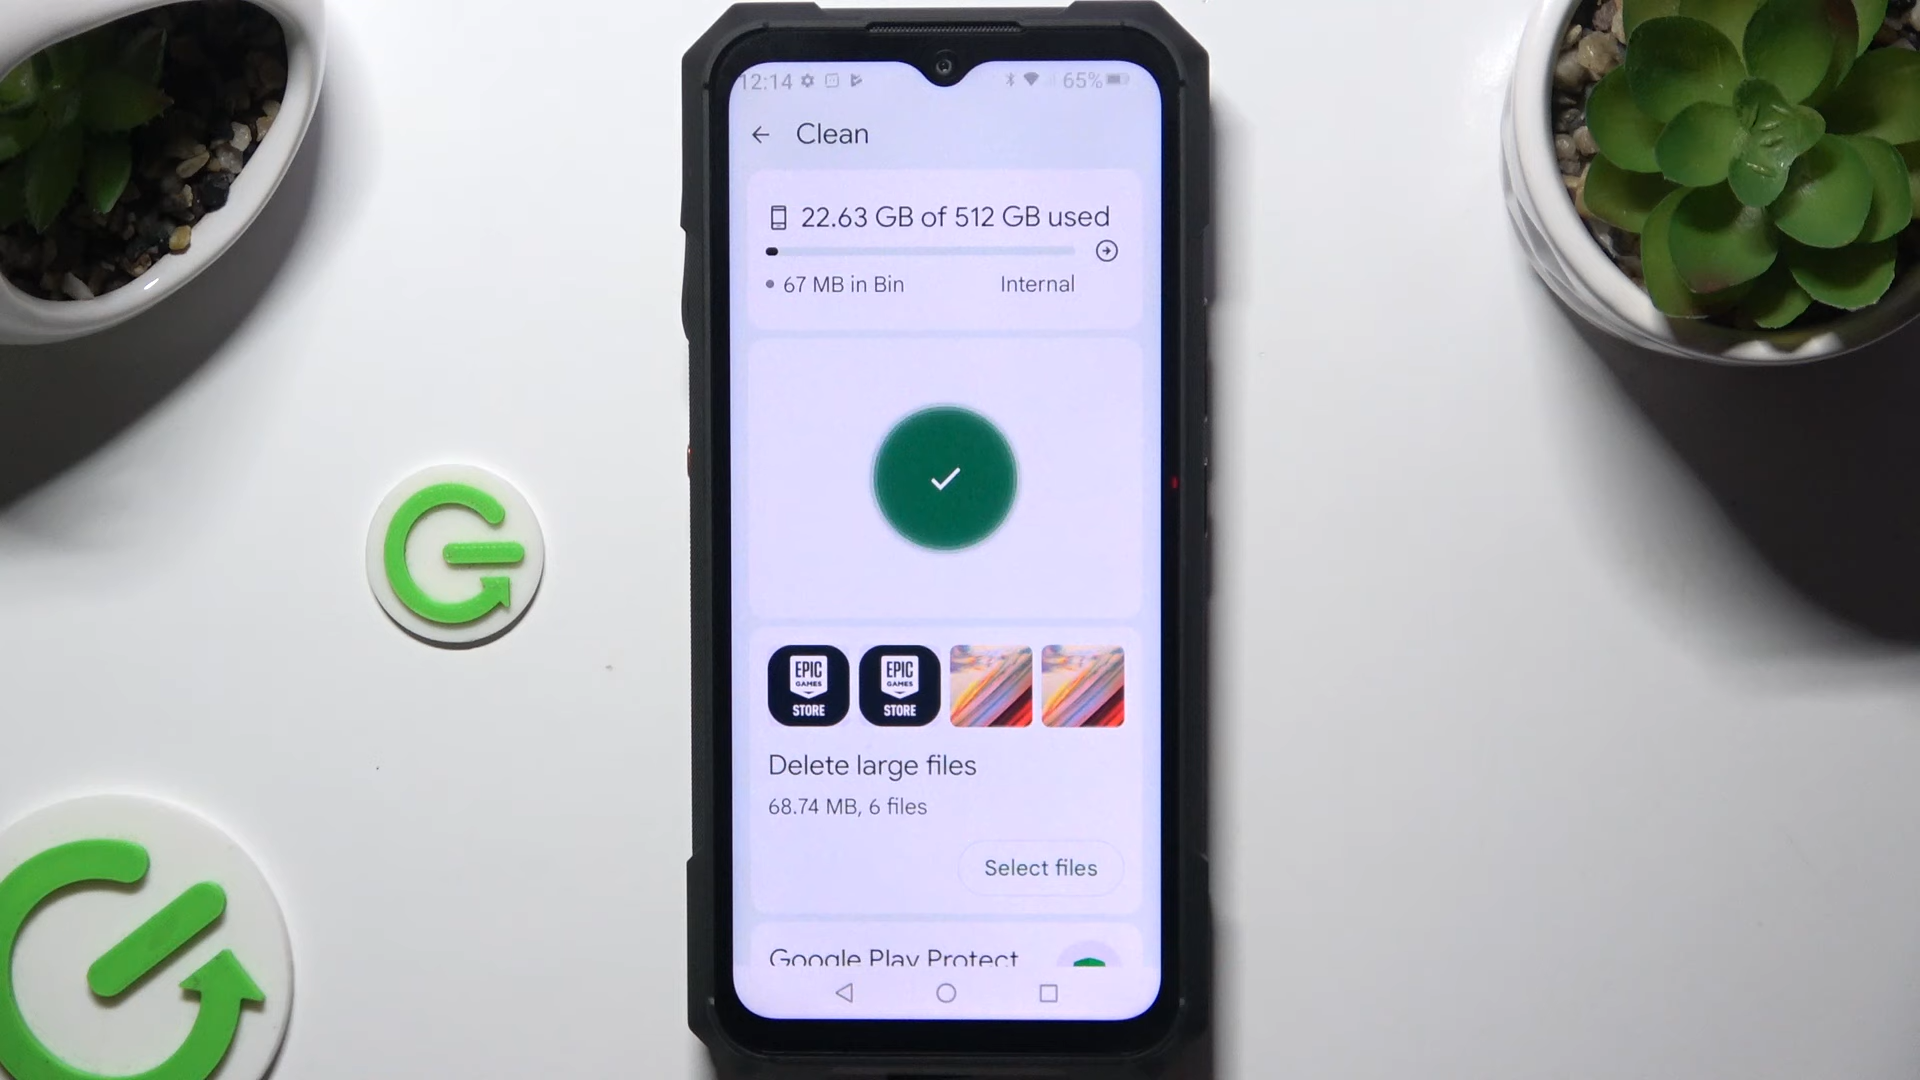 12:14 65%
Clean
22.63 GB of 512 GB used
67 MB in Bin Internal
EPIC GAMES STORE
EPIC GAMES STORE
Delete large files
68.74 MB, 6 files
Select files
Google Play Protect